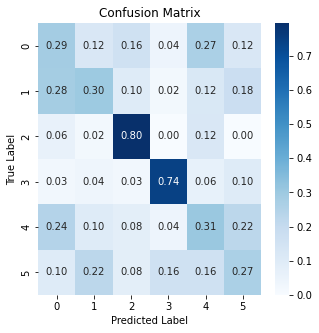 Confusion Matrix
True Label
0 0.29 0.12 0.16 0.04 0.27 0.12
1 0.28 0.30 0.10 0.02 0.12 0.18
2 0.06 0.02 0.80 0.00 0.12 0.00
3 0.03 0.04 0.03 0.74 0.06 0.10
4 0.24 0.10 0.08 0.04 0.31 0.22
5 0.10 0.22 0.08 0.16 0.16 0.27
0 1 2 3 4 5
Predicted Label
0.7
0.6
0.5
0.4
0.3
0.2
0.1
0.0